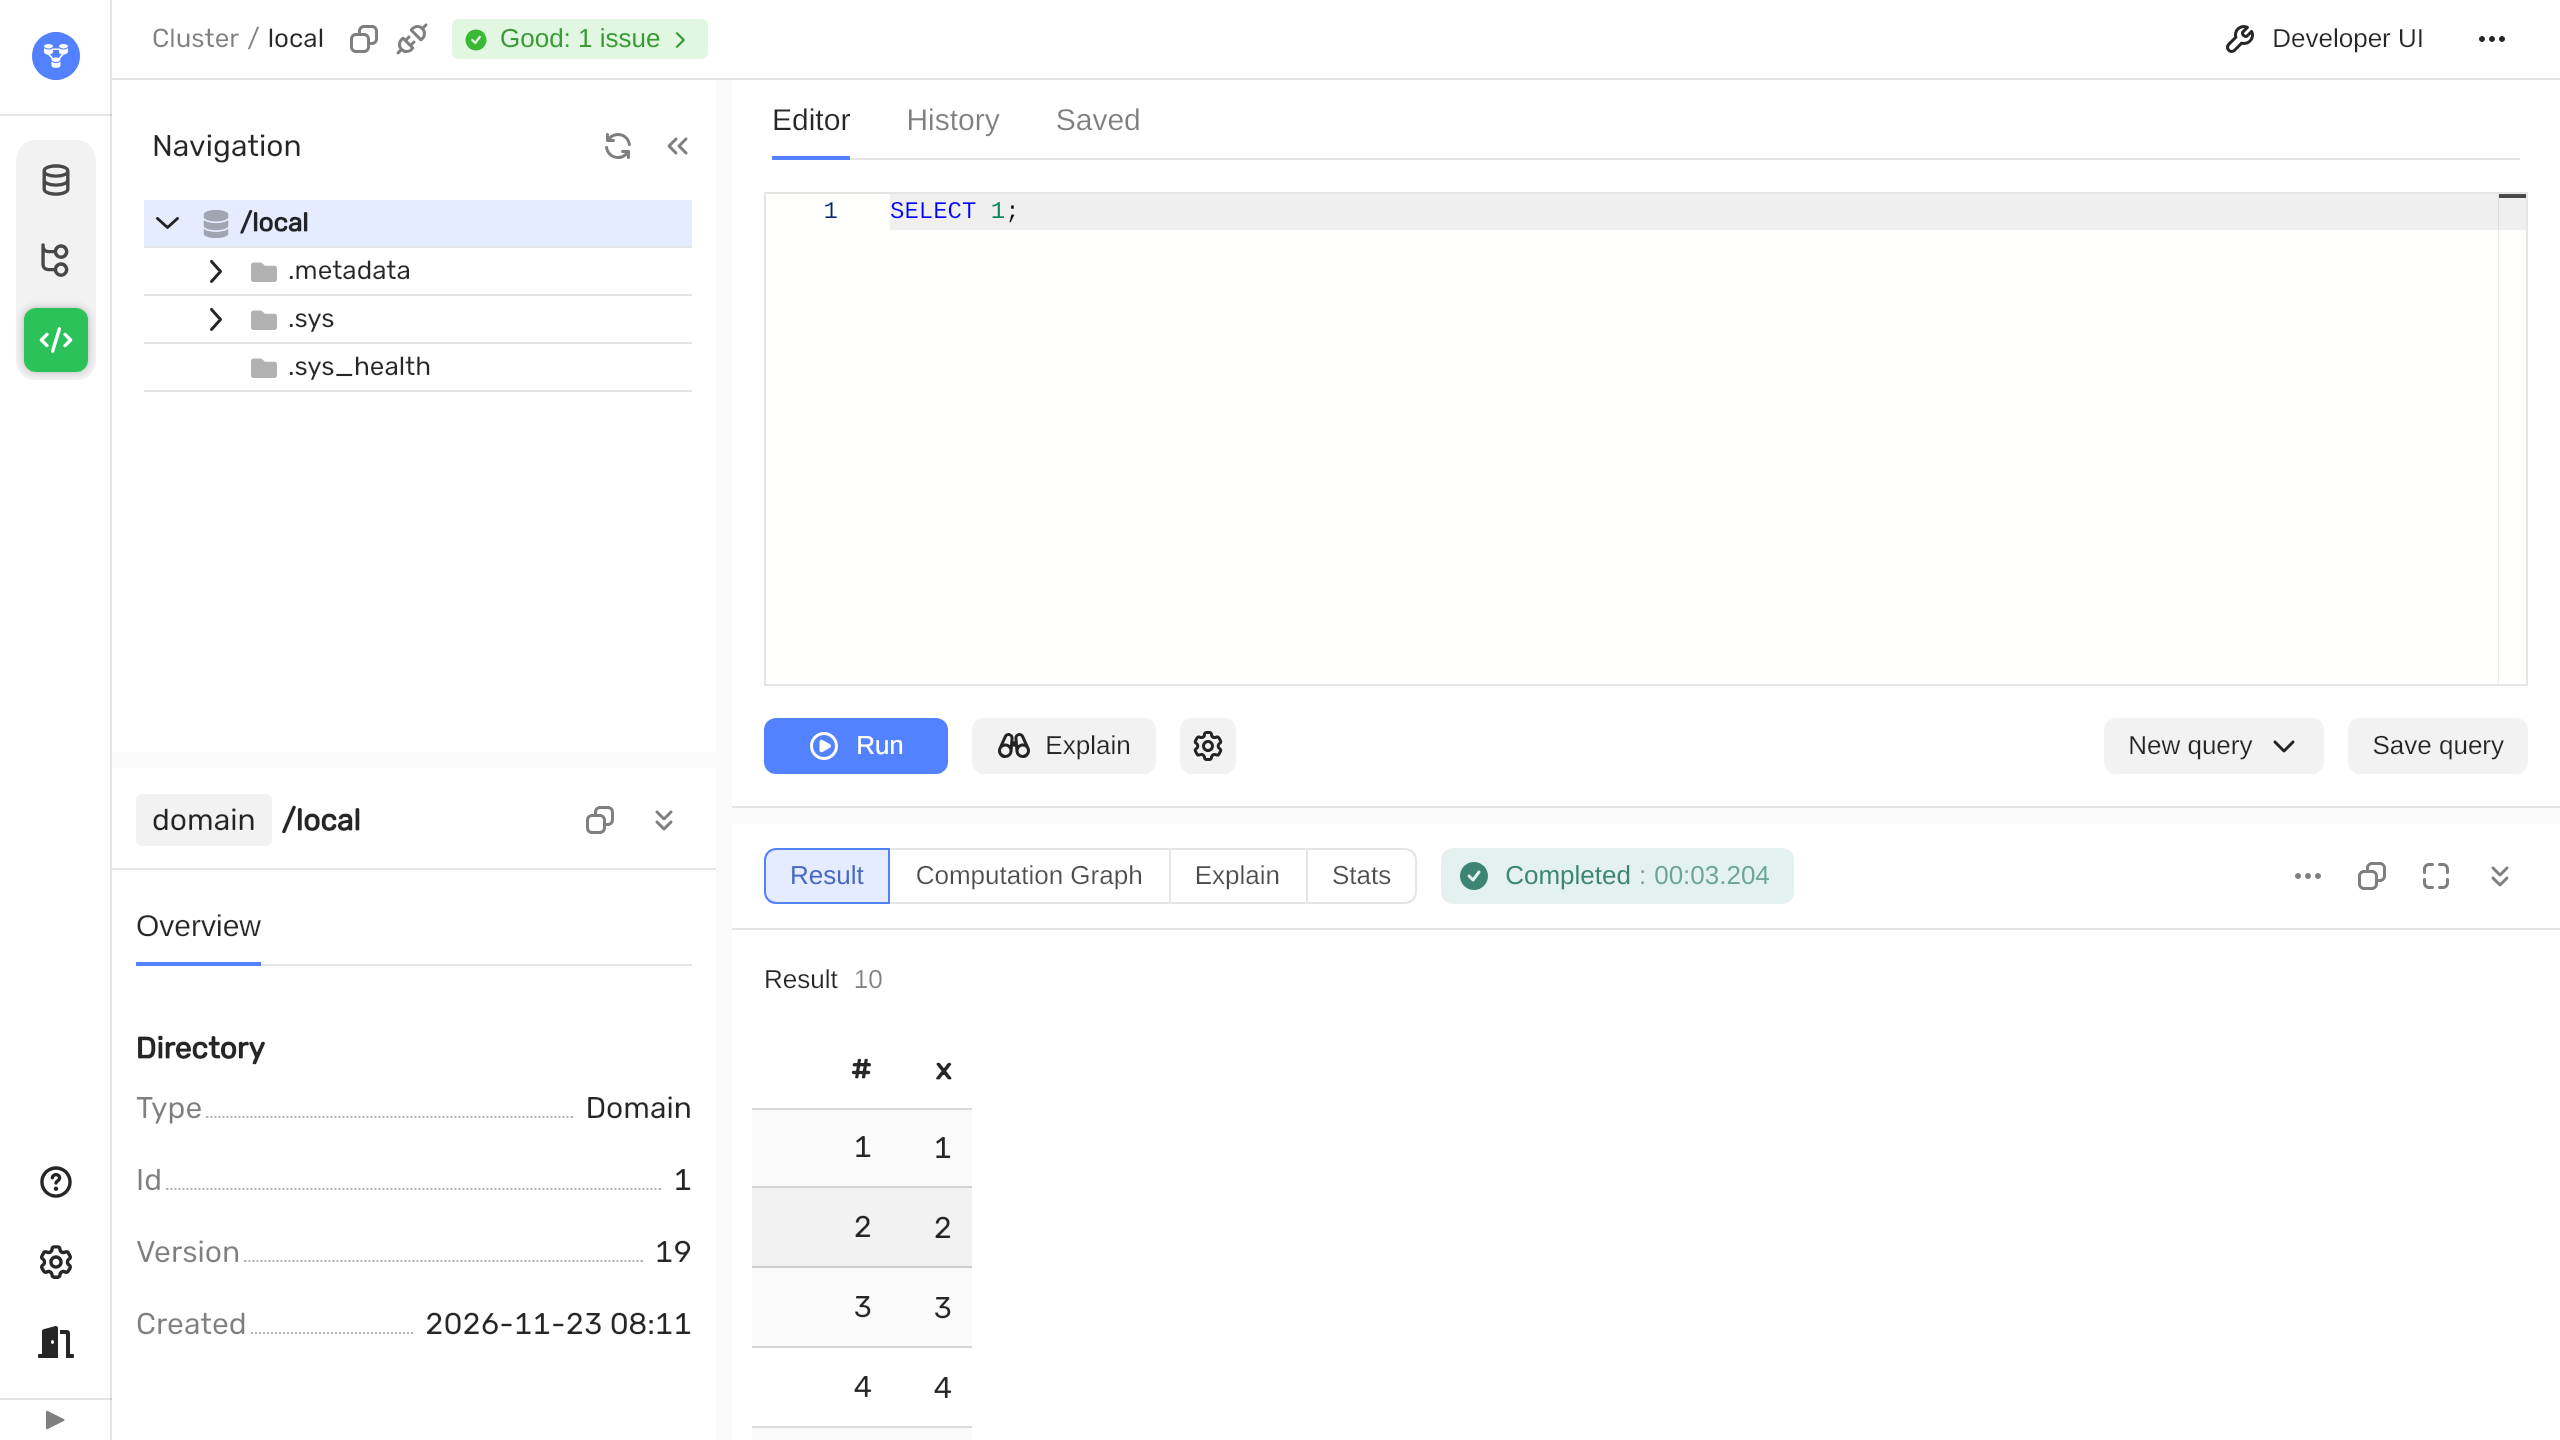 Cluster / local
Good: 1 issue
Developer UI
Navigation
/local
.metadata
.sys
.sys_health
domain /local
Overview
Directory
Type Domain
Id 1
Version 19
Created 2026-11-23 08:11
Editor History Saved
1 SELECT 1;
Run Explain New query Save query
Result Computation Graph Explain Stats Completed : 00:03.204
Result 10
# x
1 1
2 2
3 3
4 4